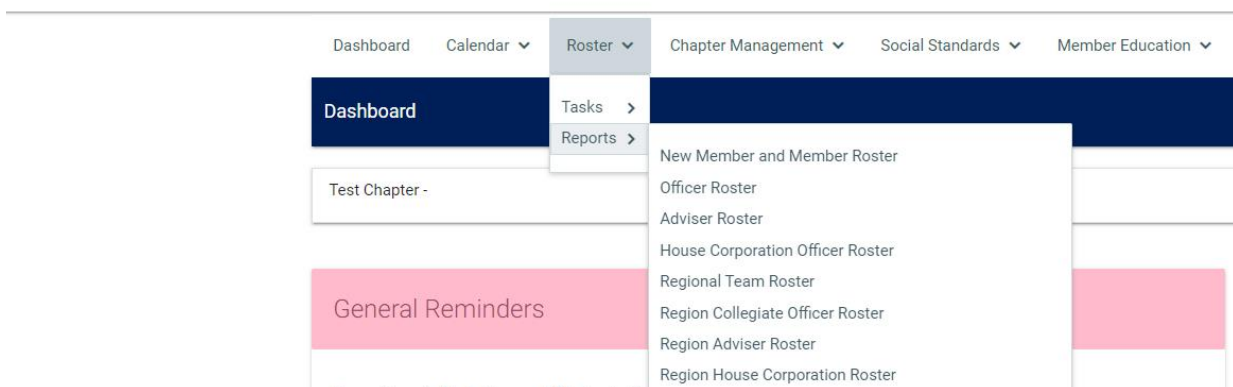 Dashboard Calendar Roster Chapter Management Social Standards Member Education
Dashboard
Tasks
Reports
New Member and Member Roster
Officer Roster
Adviser Roster
House Corporation Officer Roster
Regional Team Roster
Region Collegiate Officer Roster
Region Adviser Roster
Region House Corporation Roster
Test Chapter -
General Reminders